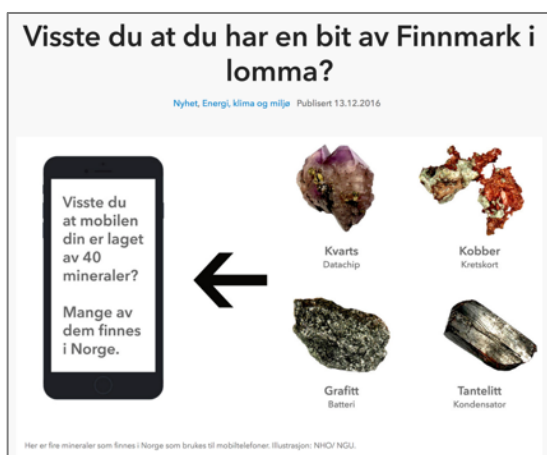 Visste du at du har en bit av Finnmark i
lomma?
Nyhet, Energi, klima og miljø Publisert 13.12.2016
Visste du
at mobilen
din er laget
av 40
mineraler?
Mange av
dem finnes
i Norge.
Kvarts
Datachip
Kobber
Kretskort
Grafitt
Batteri
Tantelitt
Kondensator
Her er fire mineraler som finnes i Norge som brukes til mobiltelefoner. Illustrasjon: NHO/ NGU.